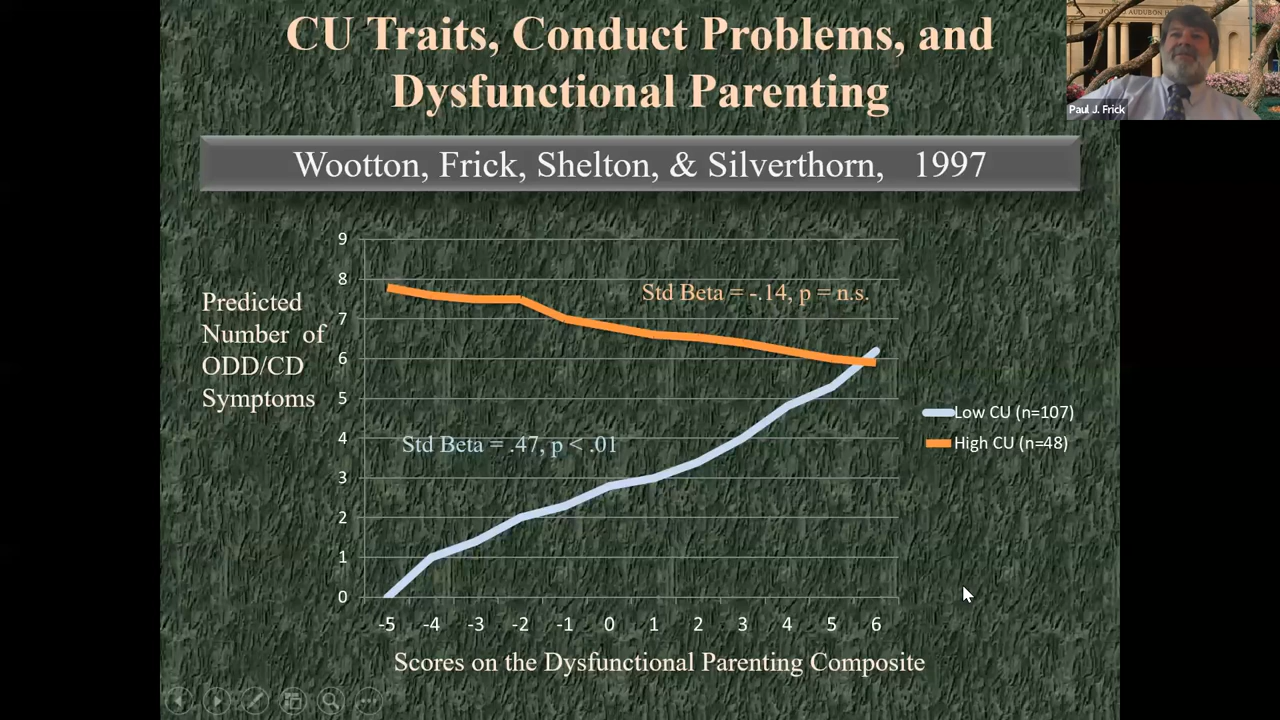 CU Traits, Conduct Problems, and
Dysfunctional Parenting
Paul J. Frick
Wootton, Frick, Shelton, & Silverthorn, 1997
Predicted
Number of
ODD/CD
Symptoms
9
8
7
6
5
4
3
2
1
0
Std Beta = -.14, p = n.s.
Std Beta = .47, p < .01
Low CU (n=107)
High CU (n=48)
-5 -4 -3 -2 -1 0 1 2 3 4 5 6
Scores on the Dysfunctional Parenting Composite